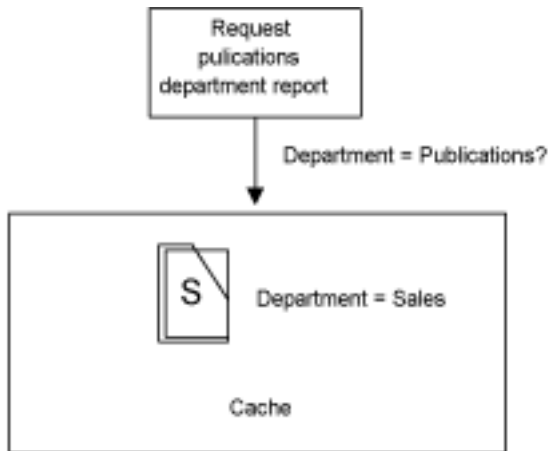 Request
pulications
department report
Department = Publications?
S
Department = Sales
Cache